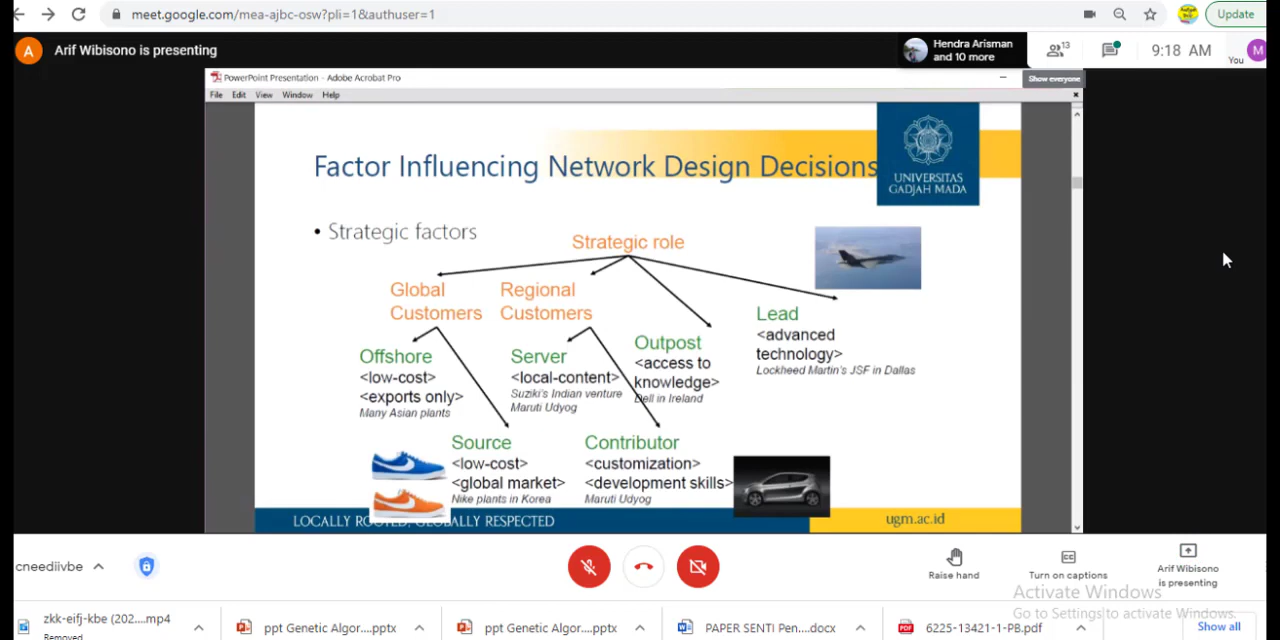 meet.google.com/mea-ajbc-osw?pli=1&authuser=1
Update
A
Arif Wibisono is presenting
Hendra Arisman
and 10 more
13
9:18 AM
You
M
PowerPoint Presentation - Adobe Acrobat Pro
Show everyone
File Edit View Window Help
Factor Influencing Network Design Decisions
UNIVERSITAS
GADJAH MADA
• Strategic factors
Strategic role
Global
Customers
Regional
Customers
Offshore
<low-cost>
<exports only>
Many Asian plants
Server
<local-content>
Suziki's Indian venture
Maruti Udyog
Outpost
<access to
knowledge>
Dell in Ireland
Lead
<advanced
technology>
Lockheed Martin's JSF in Dallas
Source
<low-cost>
<global market>
Nike plants in Korea
Contributor
<customization>
<development skills>
Maruti Udyog
LOCALLY ROOTED, GLOBALLY RESPECTED
ugm.ac.id
cneediivbe
Raise hand
Turn on captions
Arif Wibisono
is presenting
Activate Windows
Go to Settings to activate Windows.
zkk-eifj-kbe (202....mp4
Removed
ppt Genetic Algor....pptx
ppt Genetic Algor....pptx
PAPER SENTI Pen....docx
6225-13421-1-PB.pdf
Show all